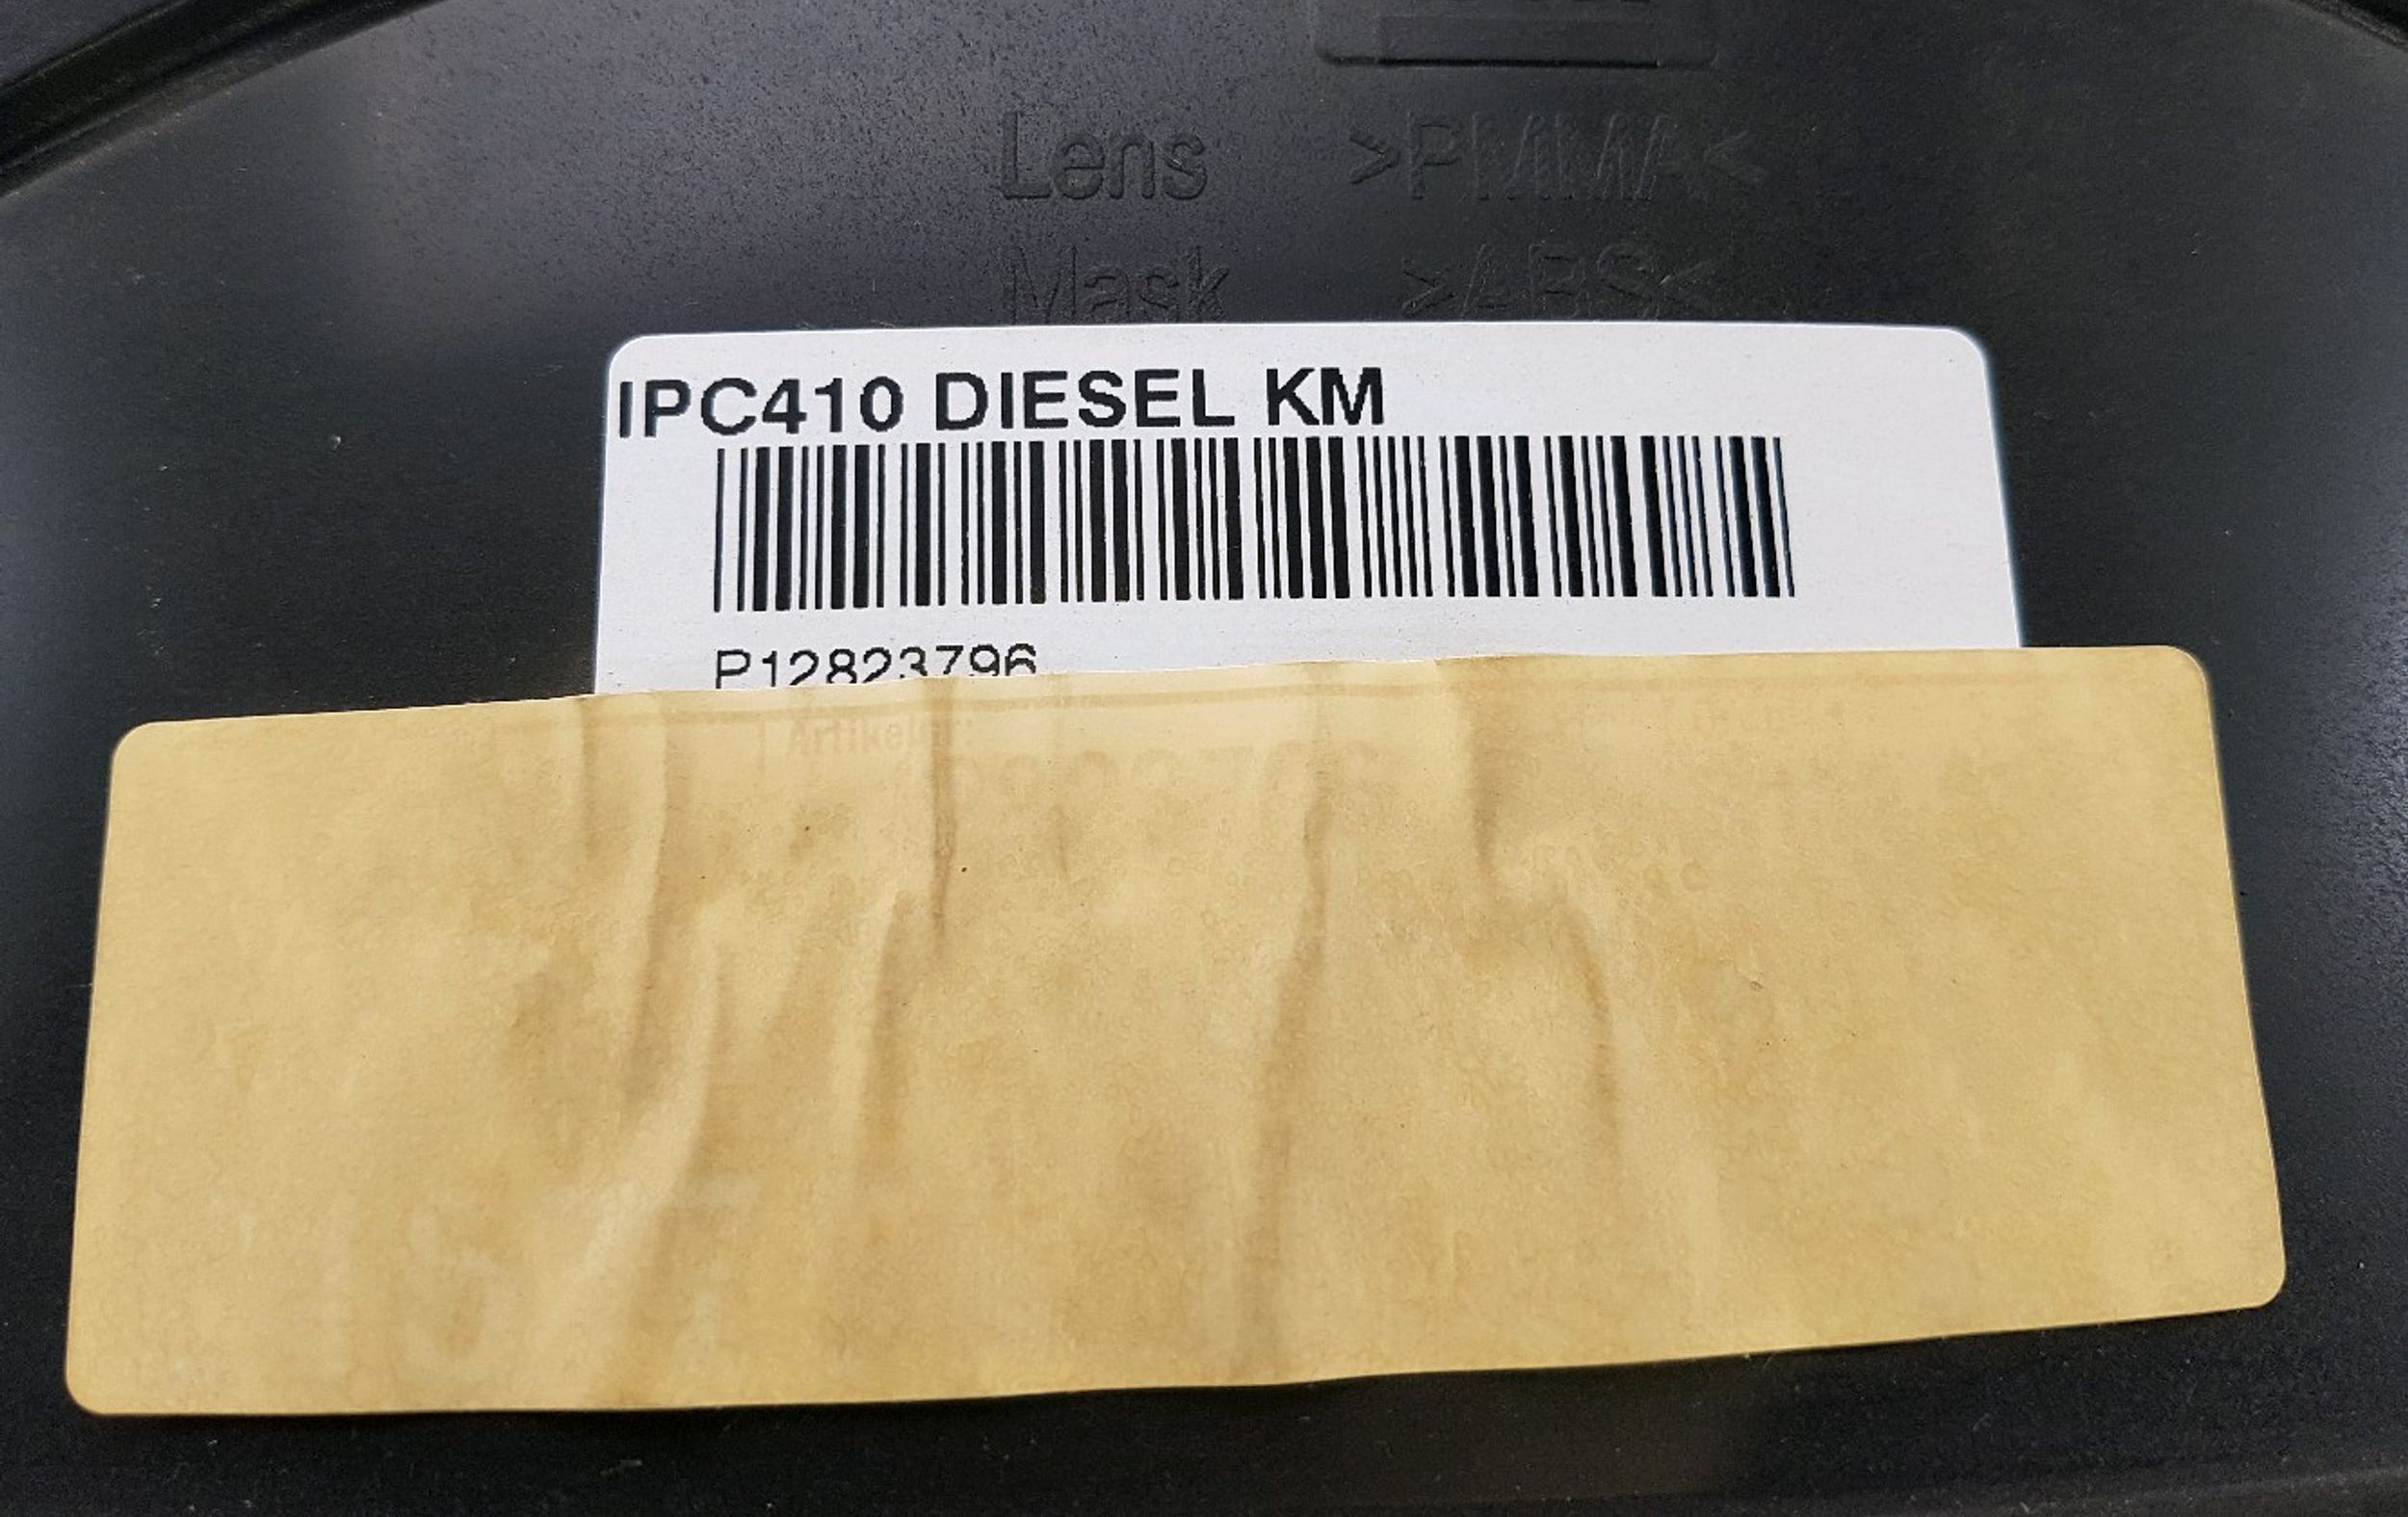 Lens >PMMA<
Mask >ABS<
IPC410 DIESEL KM
P12823796